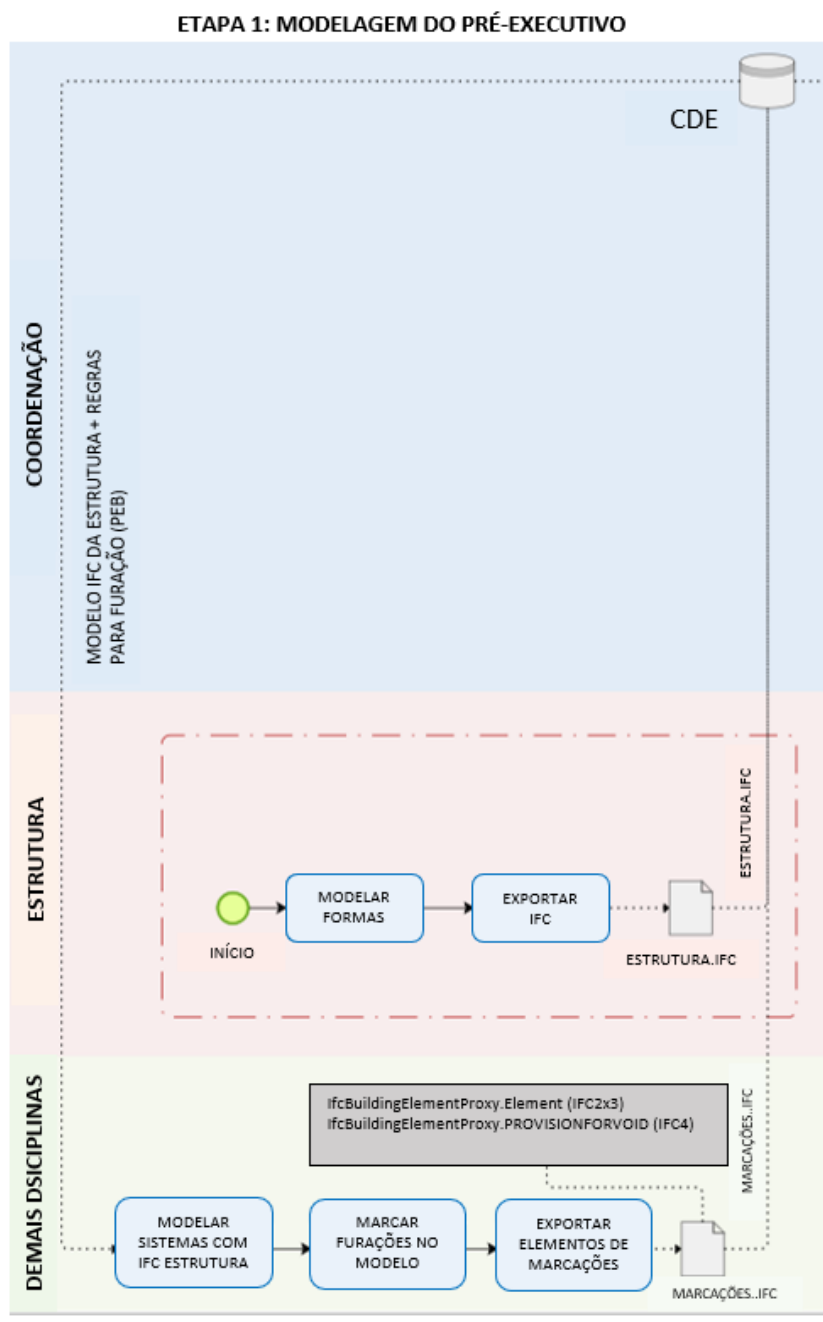 ETAPA 1: MODELAGEM DO PRÉ-EXECUTIVO
CDE
COORDENAÇÃO
MODELO IFC DA ESTRUTURA + REGRAS
PARA FURAÇÃO (PEB)
ESTRUTURA
INÍCIO
MODELAR
FORMAS
EXPORTAR
IFC
ESTRUTURA.IFC
ESTRUTURA.IFC
DEMAIS DSICIPLINAS
IfcBuildingElementProxy.Element (IFC2x3)
IfcBuildingElementProxy.PROVISIONFORVOID (IFC4)
MODELAR
SISTEMAS COM
IFC ESTRUTURA
MARCAR
FURAÇÕES NO
MODELO
EXPORTAR
ELEMENTOS DE
MARCAÇÕES
MARCAÇÕES..IFC
MARCAÇÕES..IFC